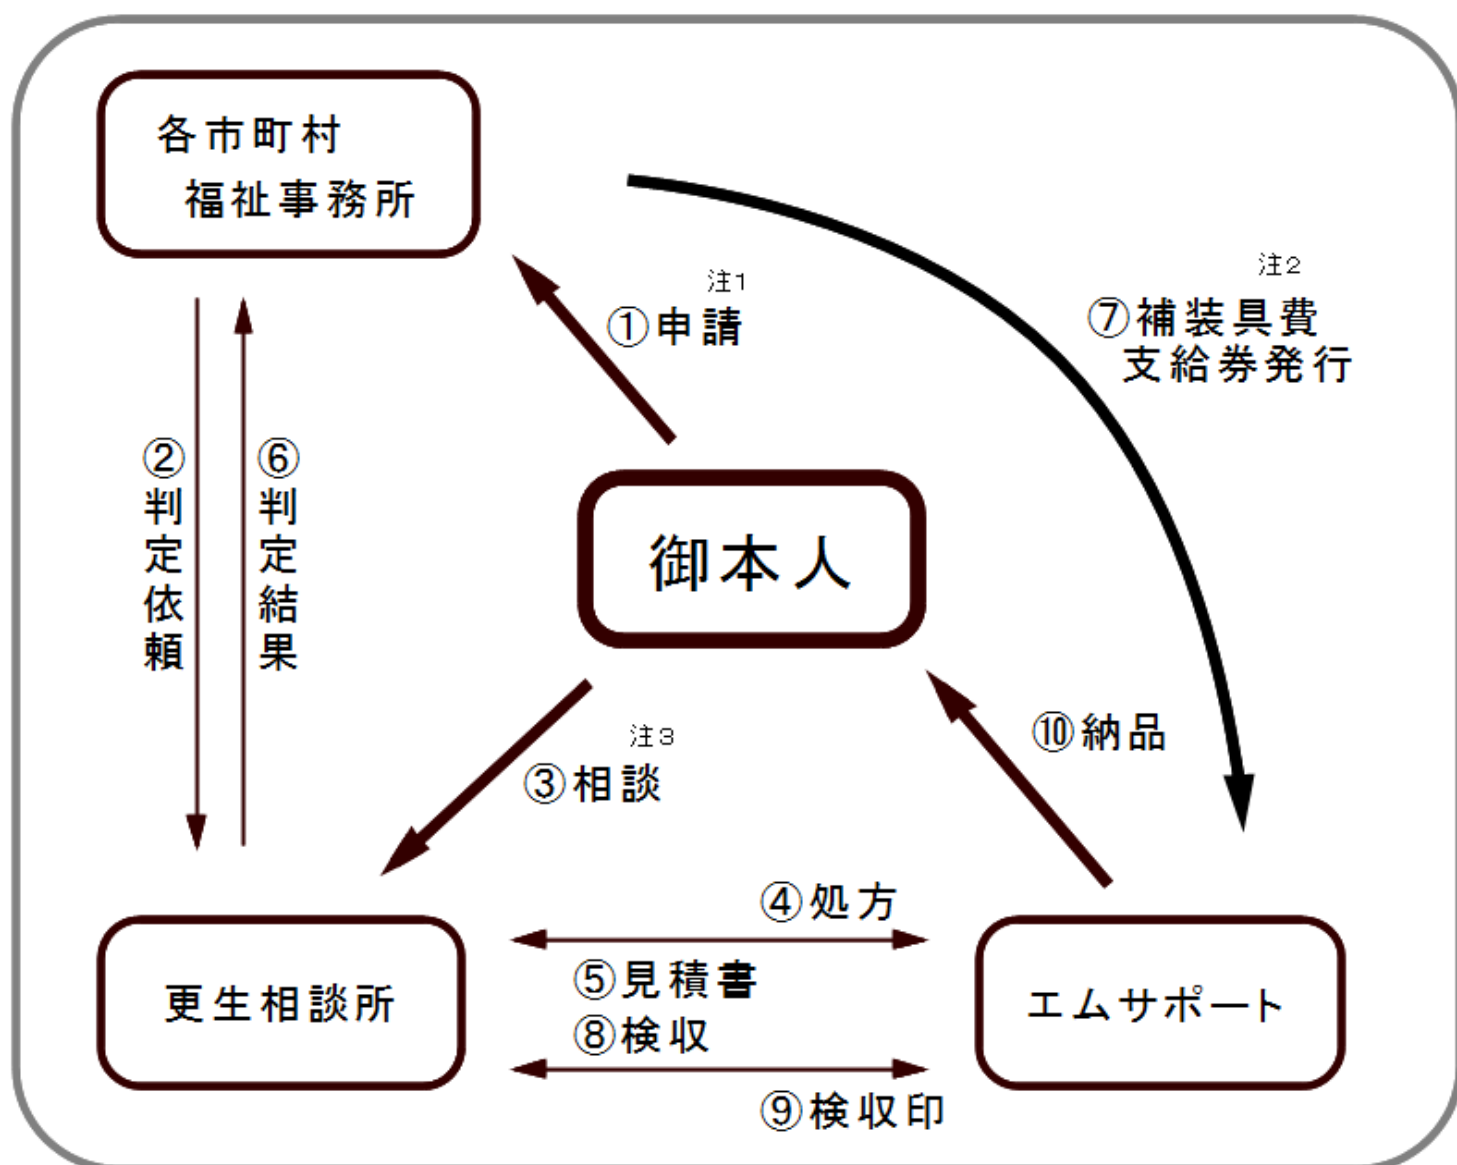 各市町村
福祉事務所
注1
①申請
注2
⑦補装具費
支給券発行
②判定依頼
⑥判定結果
御本人
注3
③相談
⑩納品
④処方
⑤見積書
⑧検収
⑨検収印
更生相談所
エムサポート